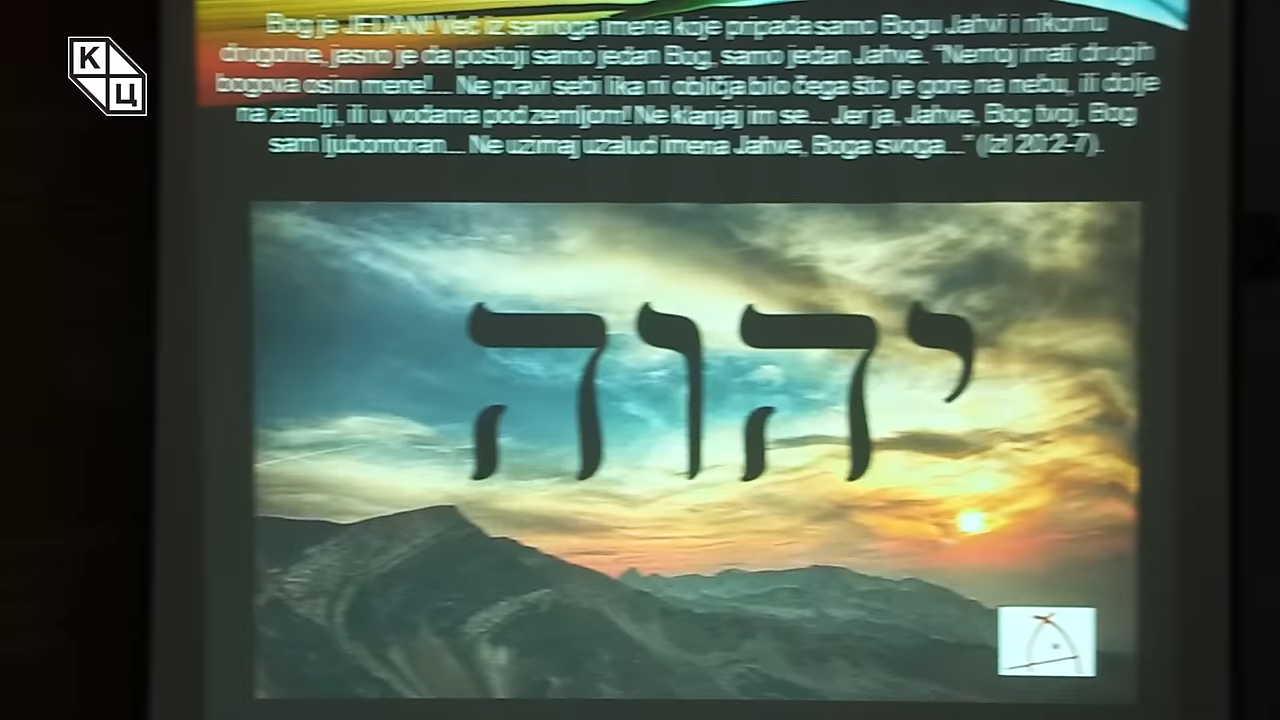 К
Ц
Bog je JEDAN! Već iz samoga imena koje pripada samo Bogu Jahvi i nikomu
drugome, jasno je da postoji samo jedan Bog, samo jedan Jahve. "Nemoj imati drugih
bogova osim mene!... Ne pravi sebi lika ni obličja bilo čega što je gore na nebu, ili dolje
na zemlji, ili u vodama pod zemljom! Ne klanjaj im se... Jer ja, Jahve, Bog tvoj, Bog
sam ljubomoran... Ne uzimaj uzalud imena Jahve, Boga svoga..." (Izl 20:2-7).
יהוה